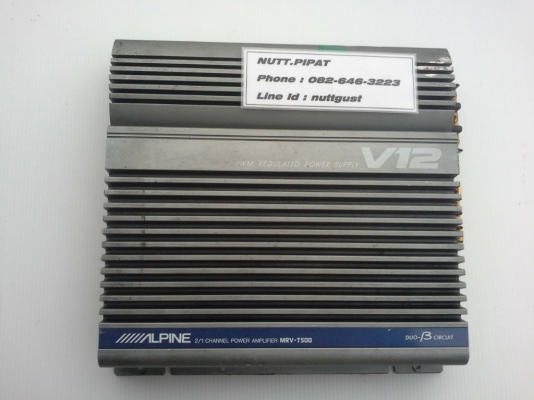 NUTT.PIPAT
Phone : 082-646-3223
Line Id : nuttgust
PWM REGULATED POWER SUPPLY V12
ALPINE 2/1 CHANNEL POWER AMPLIFIER MRV-T500 DUO-β CIRCUIT